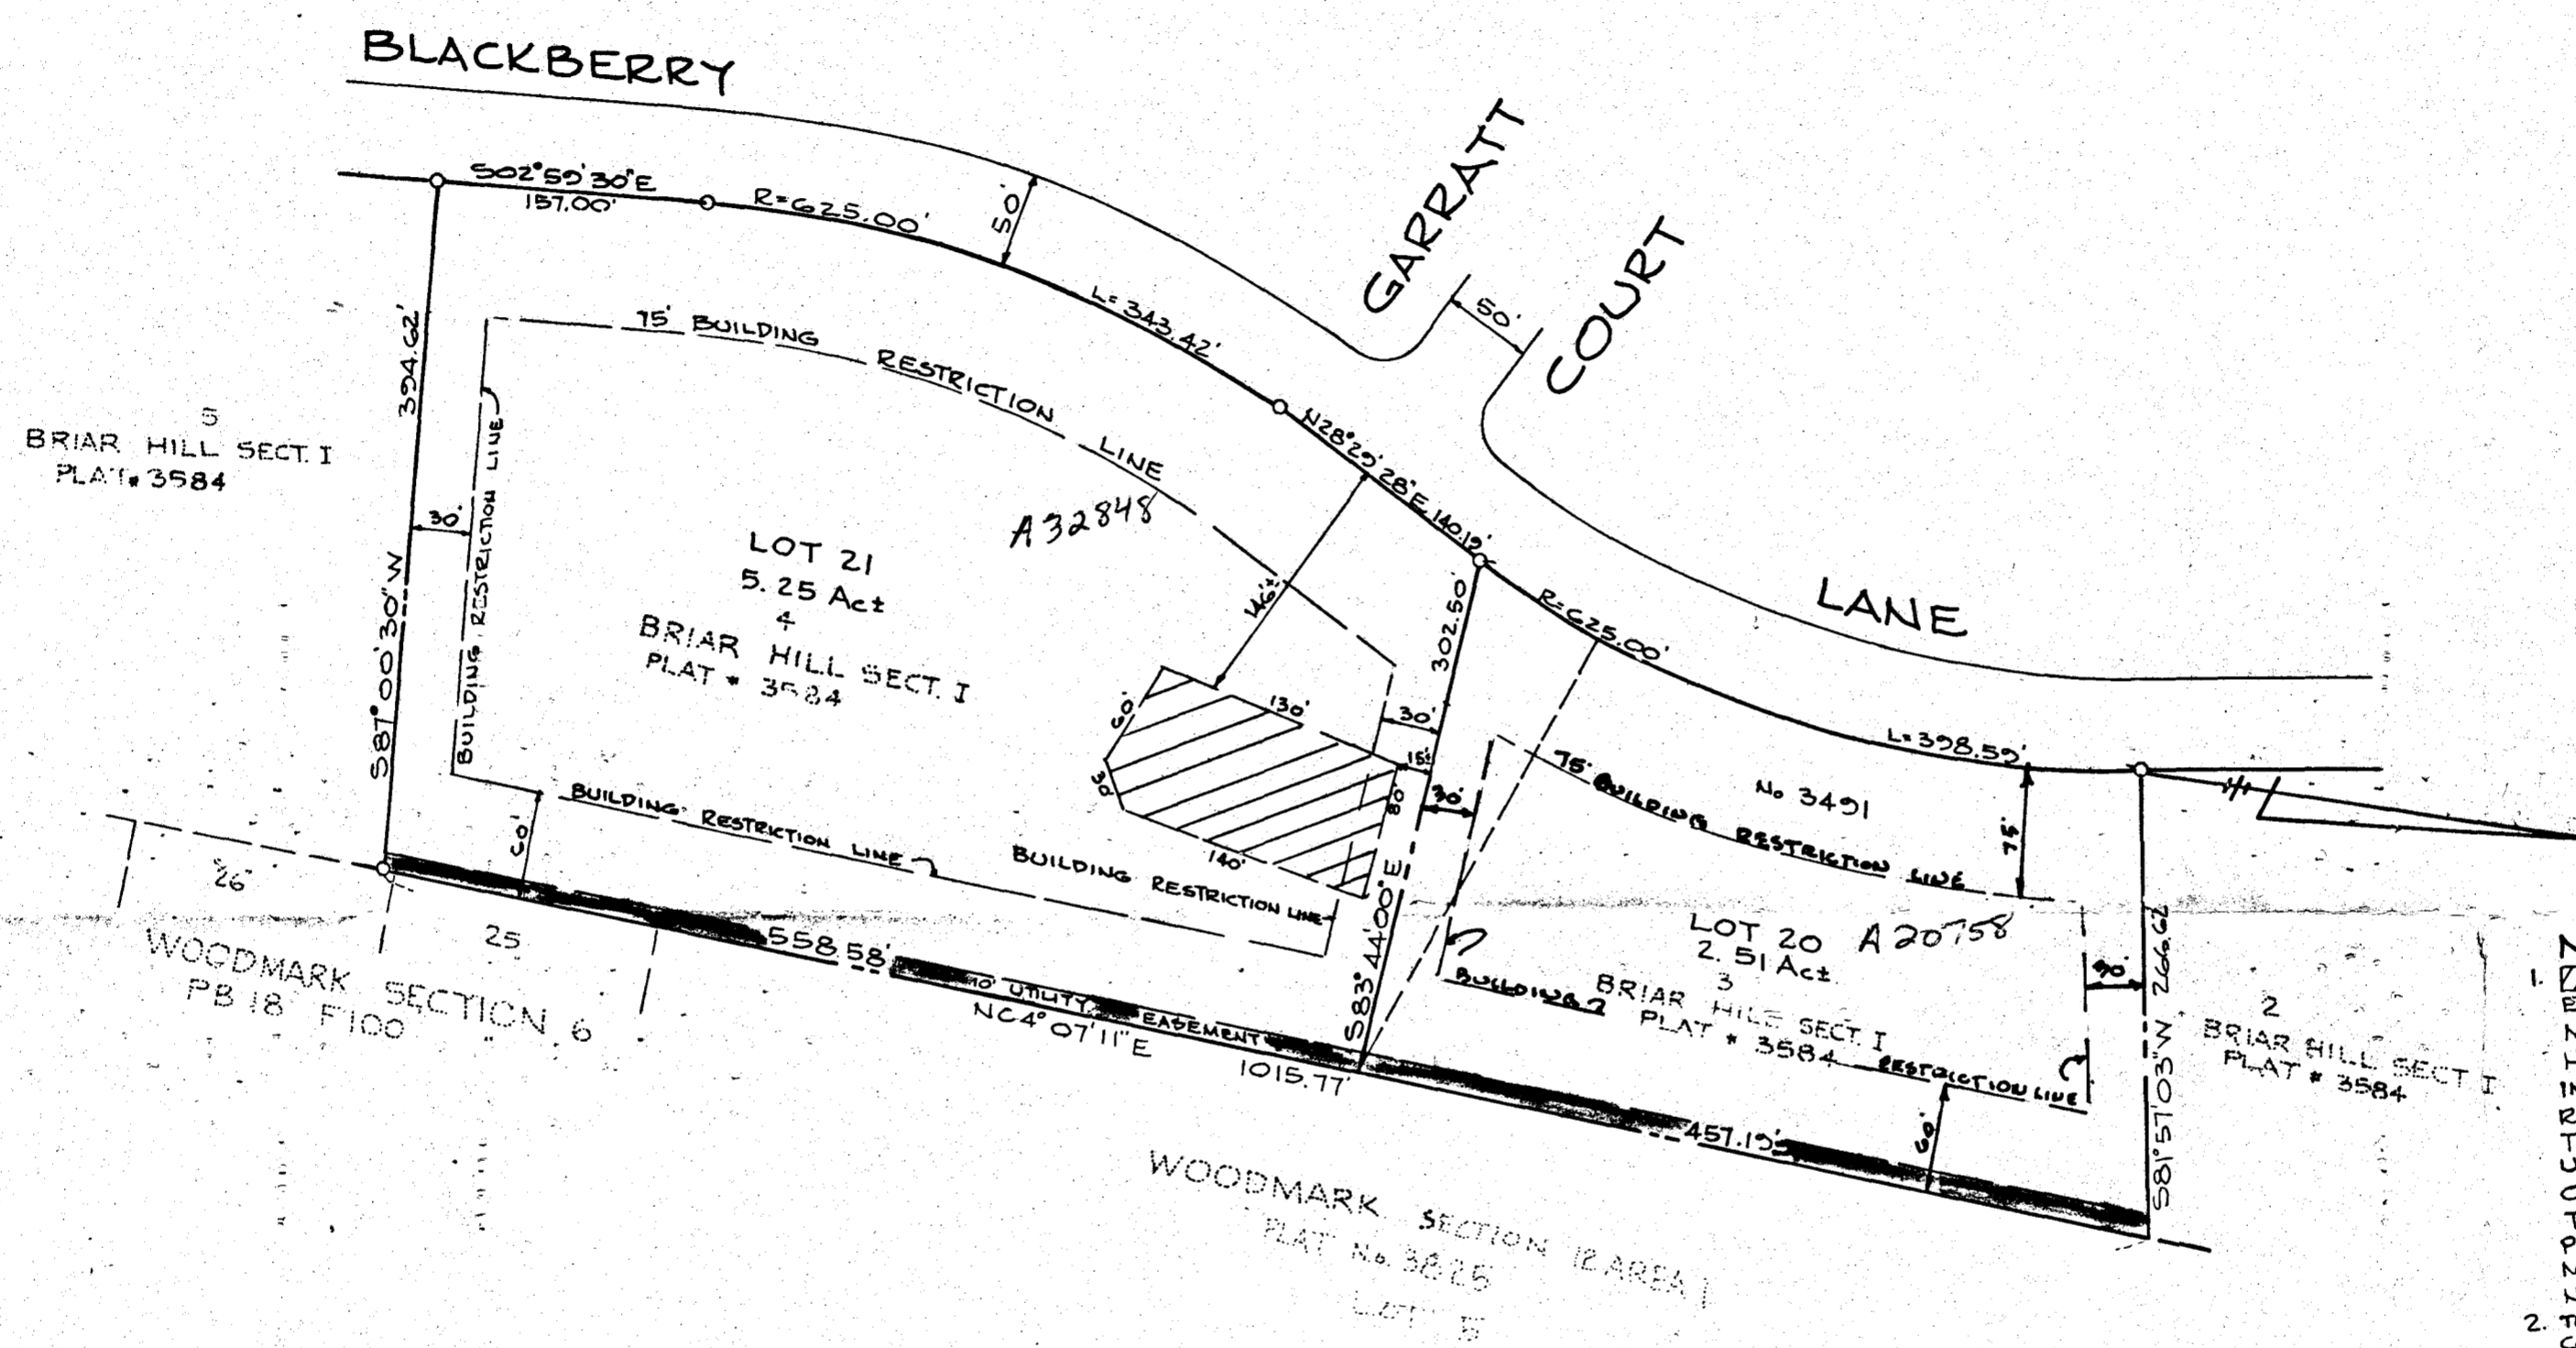 BLACKBERRY
GARRATT
COURT
LANE
S02°59'30"E
157.00'
R=625.00'
50'
L=343.42'
50'
N28°29'28"E 140.19'
R=625.00'
L=398.59'
394.62'
S87°00'30"W
30'
BUILDING RESTRICTION LINE
75' BUILDING RESTRICTION LINE
5
BRIAR HILL SECT. I
PLAT # 3584
LOT 21
5.25 Ac±
4
BRIAR HILL SECT. I
PLAT # 3584
A32848
146'±
302.50'
S83°44'00"E
130'
60'
30'
140'
80'
30'
15'±
30'
75' BUILDING RESTRICTION LINE
No 3491
75'
LOT 20 A20758
2.51 Ac±
3
BRIAR HILL SECT. I
PLAT # 3584
BUILDING
RESTRICTION LINE
60'
30'
266.62'
S81°57'03"W
2
BRIAR HILL SECT I
PLAT # 3584
BUILDING RESTRICTION LINE
BUILDING RESTRICTION LINE
60'
26
25
WOODMARK SECTION 6
PB 18 F100
558.58'
10' UTILITY EASEMENT
N04°07'11"E
1015.77'
457.19'
WOODMARK SECTION 12 AREA 1
PLAT No. 3825
LOT 5
1.
2.